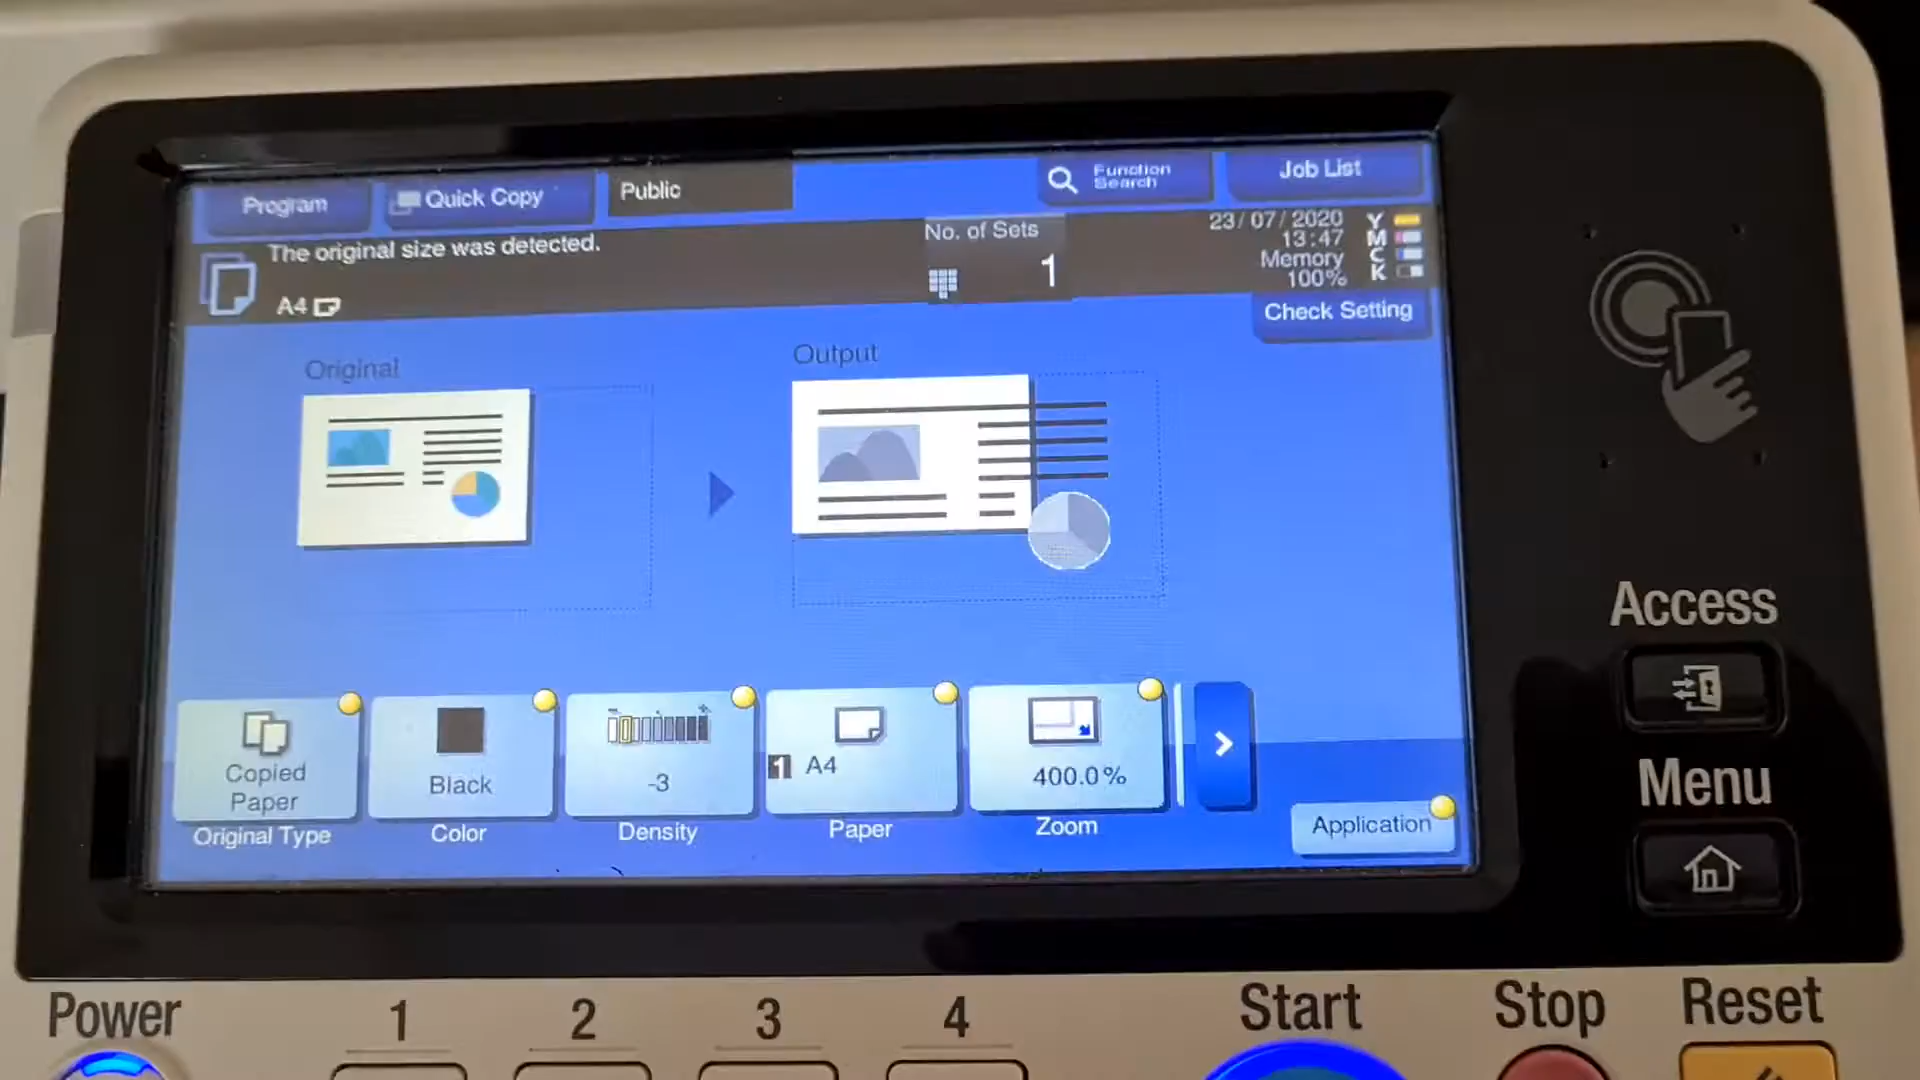 Program
Quick Copy
Public
Function
Search
Job List
The original size was detected.
A4
No. of Sets
1
23/07/2020
13:47
Memory
100%
Y
M
C
K
Check Setting
Original
Output
Copied
Paper
Original Type
Black
Color
-3
Density
1 A4
Paper
400.0%
Zoom
Application
Access
Menu
Power
1
2
3
4
Start
Stop
Reset